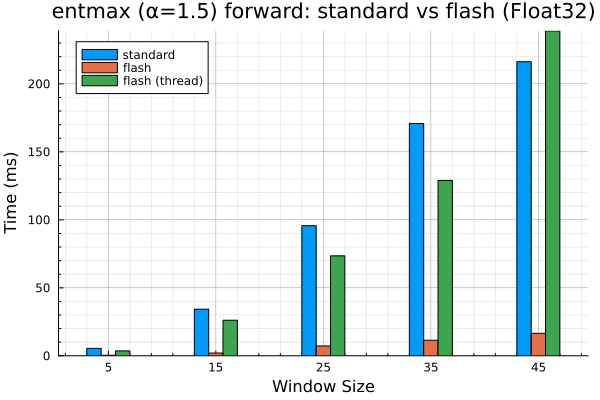 entmax (α=1.5) forward: standard vs flash (Float32)
standard
flash
flash (thread)
Time (ms)
200
150
100
50
0
5 15 25 35 45
Window Size